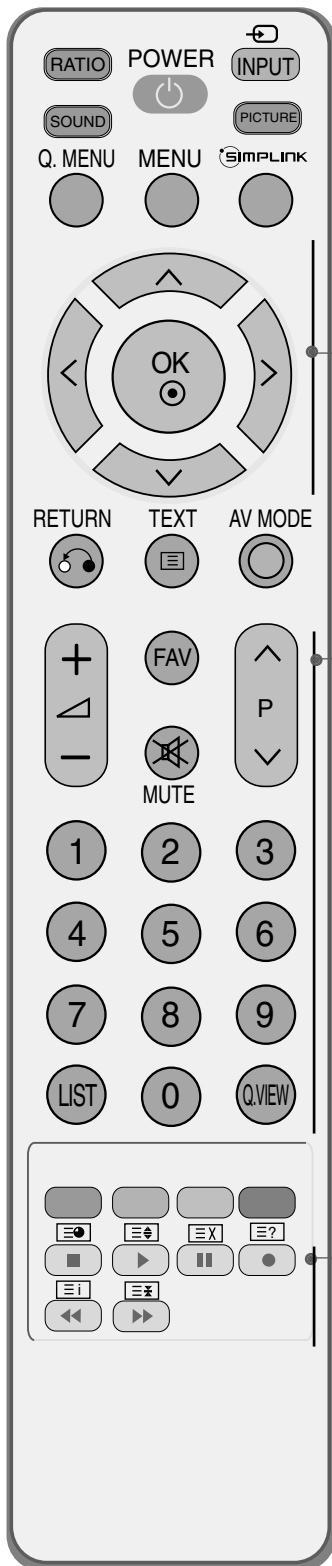 RATIO POWER INPUT
SOUND PICTURE
Q. MENU MENU SIMPLINK
OK
RETURN TEXT AV MODE
FAV
P
MUTE
1 2 3
4 5 6
7 8 9
LIST 0 Q.VIEW
X ?
i